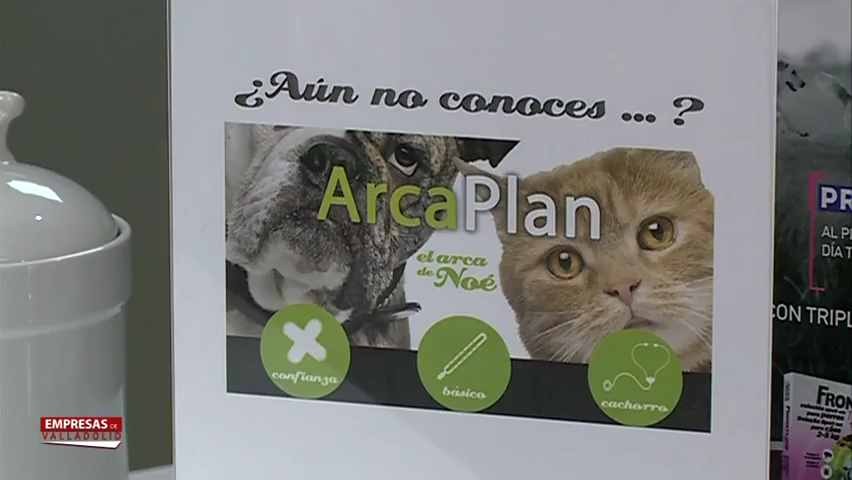 ¿Aún no conoces ... ?
ArcaPlan
el arca
de Noé
confianza
básico
cachorro
EMPRESAS DE
VALLADOLID
PR
AL PE
DÍA T
CON TRIPL
FRON